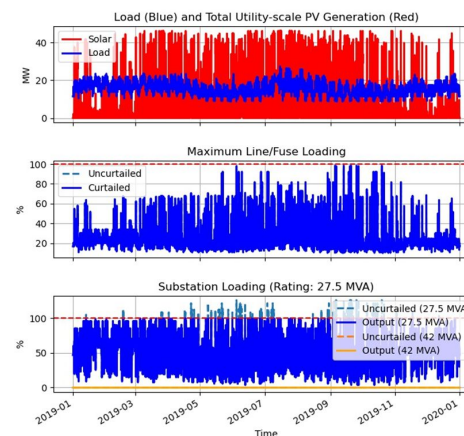 Load (Blue) and Total Utility-scale PV Generation (Red)
Solar
Load
40
20
0
MW
Maximum Line/Fuse Loading
Uncurtailed
Curtailed
100
80
60
40
20
%
Substation Loading (Rating: 27.5 MVA)
Uncurtailed (27.5 MVA
Output (27.5 MVA)
Uncurtailed (42 MVA)
Output (42 MVA)
100
50
0
%
2019-01
2019-03
2019-05
2019-07
2019-09
2019-11
2020-01
Time